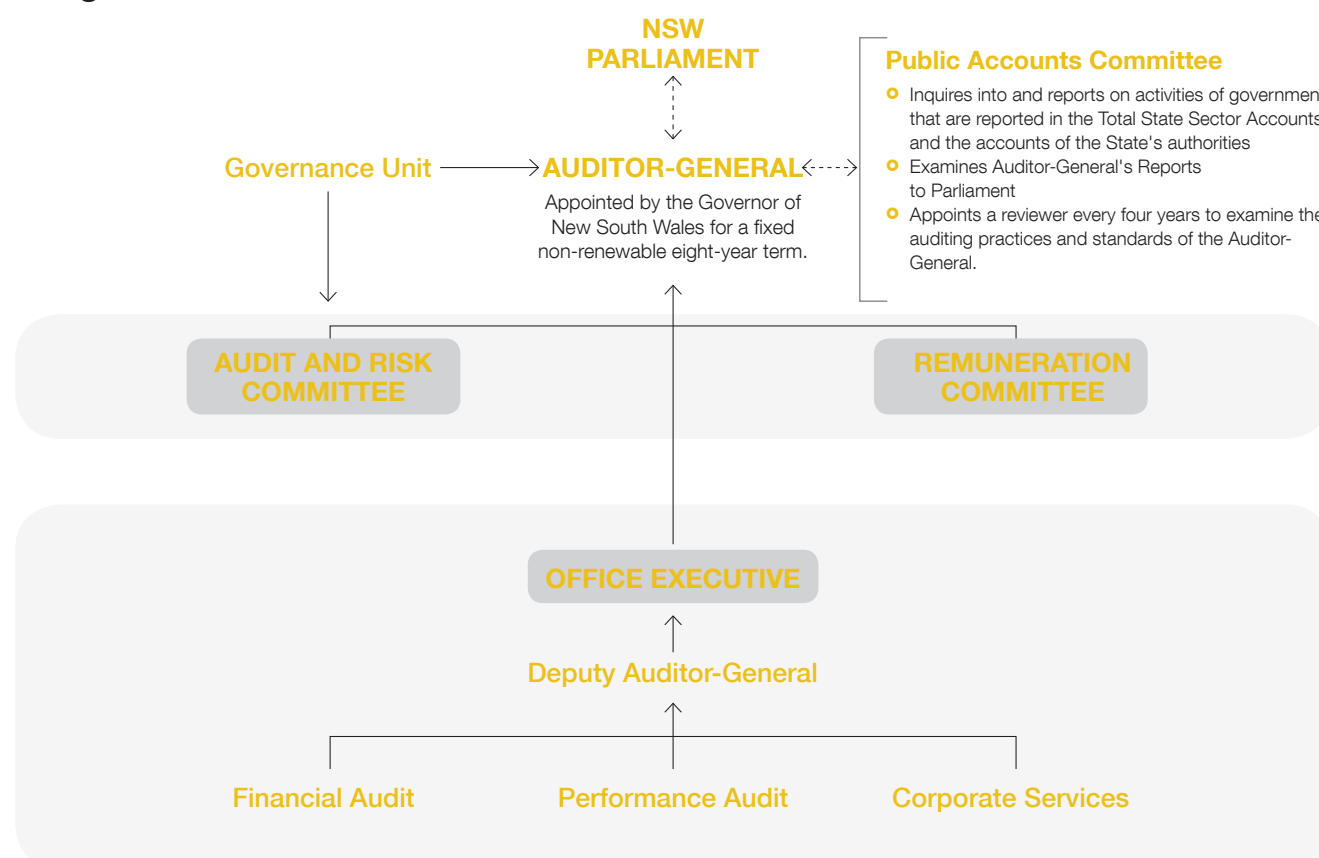 NSW
PARLIAMENT
Public Accounts Committee
Inquires into and reports on activities of governmen
that are reported in the Total State Sector Accounts
and the accounts of the State's authorities
Examines Auditor-General's Reports
to Parliament
Appoints a reviewer every four years to examine the
auditing practices and standards of the Auditor-
General.
Governance Unit
AUDITOR-GENERAL
Appointed by the Governor of
New South Wales for a fixed
non-renewable eight-year term.
AUDIT AND RISK
COMMITTEE
REMUNERATION
COMMITTEE
OFFICE EXECUTIVE
Deputy Auditor-General
Financial Audit
Performance Audit
Corporate Services